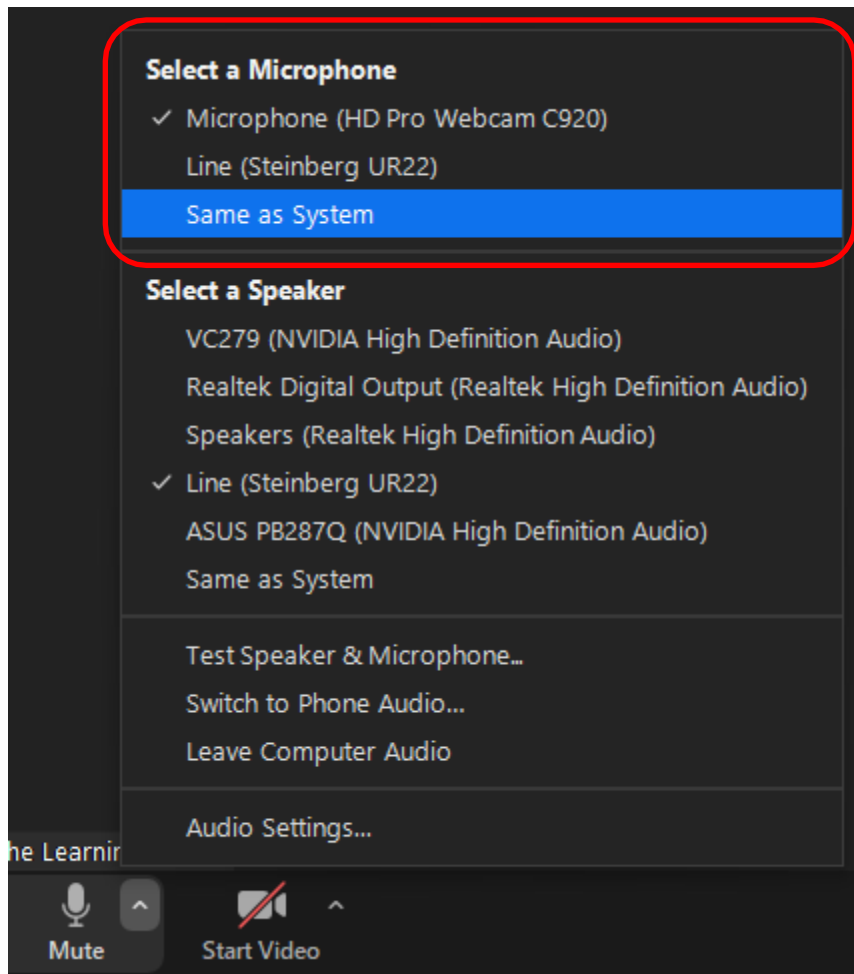 Select a Microphone
Microphone (HD Pro Webcam C920)
Line (Steinberg UR22)
Same as System
Select a Speaker
VC279 (NVIDIA High Definition Audio)
Realtek Digital Output (Realtek High Definition Audio)
Speakers (Realtek High Definition Audio)
Line (Steinberg UR22)
ASUS PB287Q (NVIDIA High Definition Audio)
Same as System
Test Speaker & Microphone...
Switch to Phone Audio...
Leave Computer Audio
Audio Settings...
Mute
Start Video